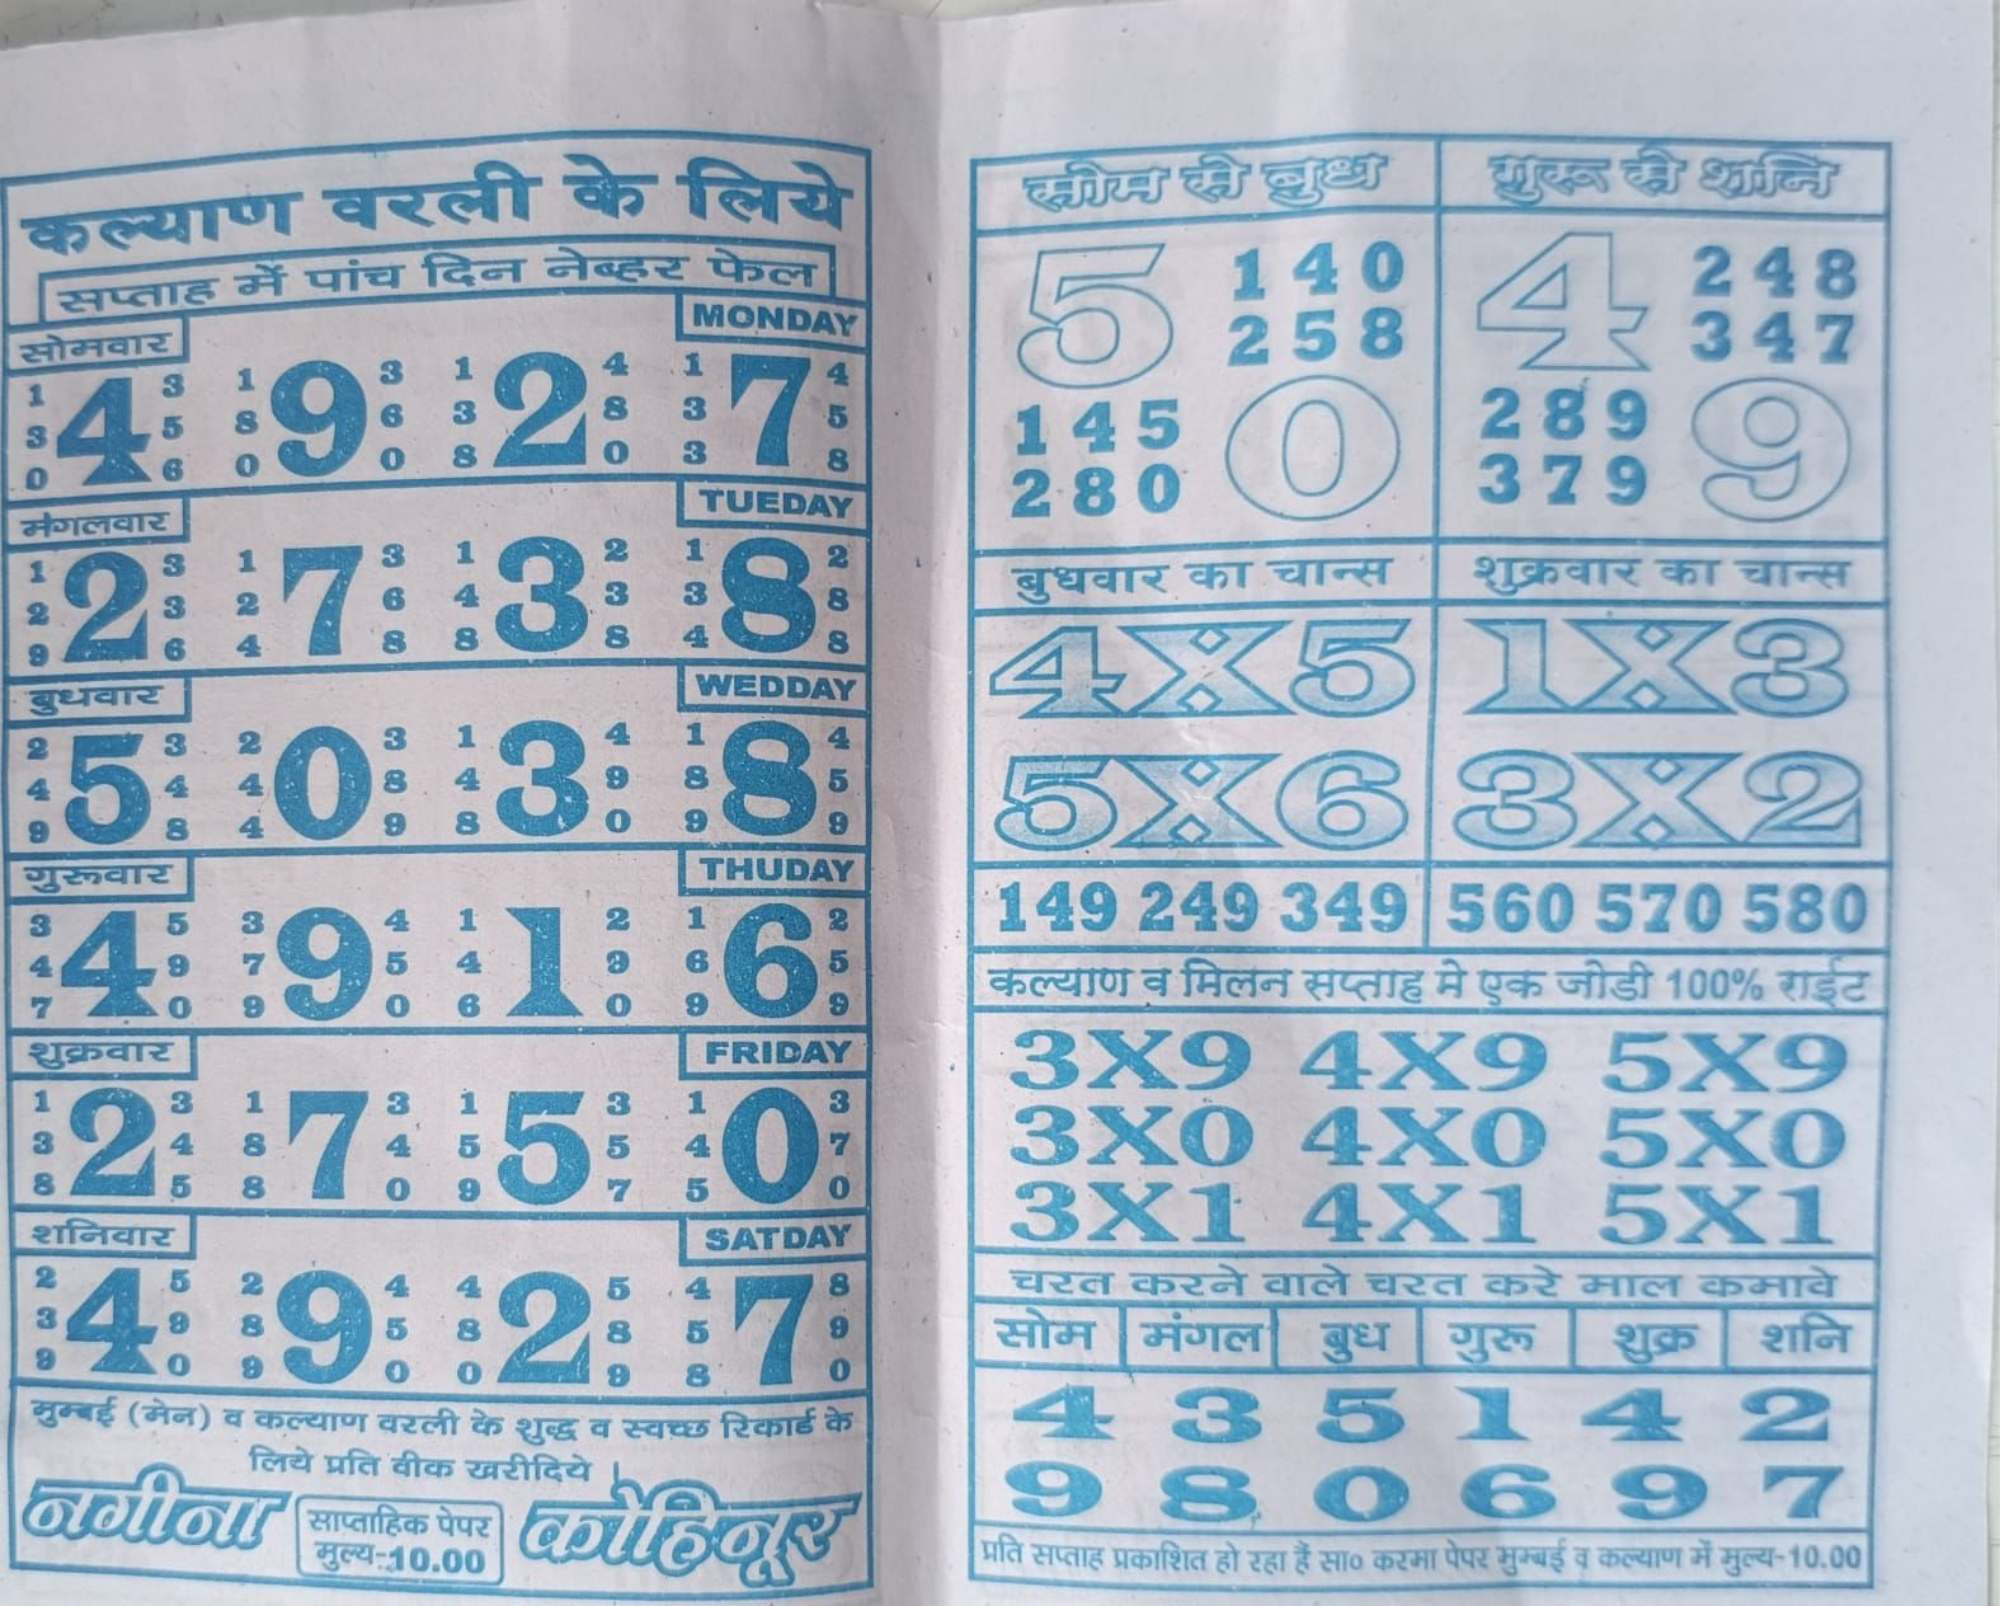 कल्याण वरली के लिये
सप्ताह में पांच दिन नेव्हर फेल
सोमवार MONDAY
1 3 1 3 1 4 1 4
4 9 2 7
3 5 8 6 3 8 3 5
0 6 0 0 8 0 3 8
मंगलवार TUEDAY
1 3 1 3 1 2 1 2
2 7 3 8
2 3 2 6 4 3 3 8
9 6 4 8 8 8 4 8
बुधवार WEDDAY
2 3 2 3 1 4 1 4
5 0 3 8
4 4 4 8 4 9 8 5
9 8 4 9 8 0 9 9
गुरूवार THUDAY
3 5 3 4 1 2 1 2
4 9 1 6
4 9 7 5 4 9 6 5
7 0 9 0 6 0 9 9
शुक्रवार FRIDAY
1 3 1 3 1 3 1 3
2 7 5 0
3 4 8 4 5 5 4 7
8 5 8 0 9 7 5 0
शनिवार SATDAY
2 5 2 4 4 5 4 8
4 9 2 7
3 9 8 5 8 8 5 9
9 0 9 0 0 9 8 0
मुम्बई (मेन) व कल्याण वरली के शुद्ध व स्वच्छ रिकार्ड के
लिये प्रति वीक खरीदिये
नगीना साप्ताहिक पेपर कोहिनूर
मुल्य-10.00
सोम से बुध गुरू से शनि
5 140 4 248
258 347
145 0 289 9
280 379
बुधवार का चान्स शुक्रवार का चान्स
4X5 1X3
5X6 3X2
149 249 349 560 570 580
कल्याण व मिलन सप्ताह मे एक जोडी 100% राईट
3X9 4X9 5X9
3X0 4X0 5X0
3X1 4X1 5X1
चरत करने वाले चरत करे माल कमावे
सोम मंगल बुध गुरू शुक्र शनि
4 3 5 1 4 2
9 8 0 6 9 7
प्रति सप्ताह प्रकाशित हो रहा हैं सा० करमा पेपर मुम्बई व कल्याण में मुल्य-10.00